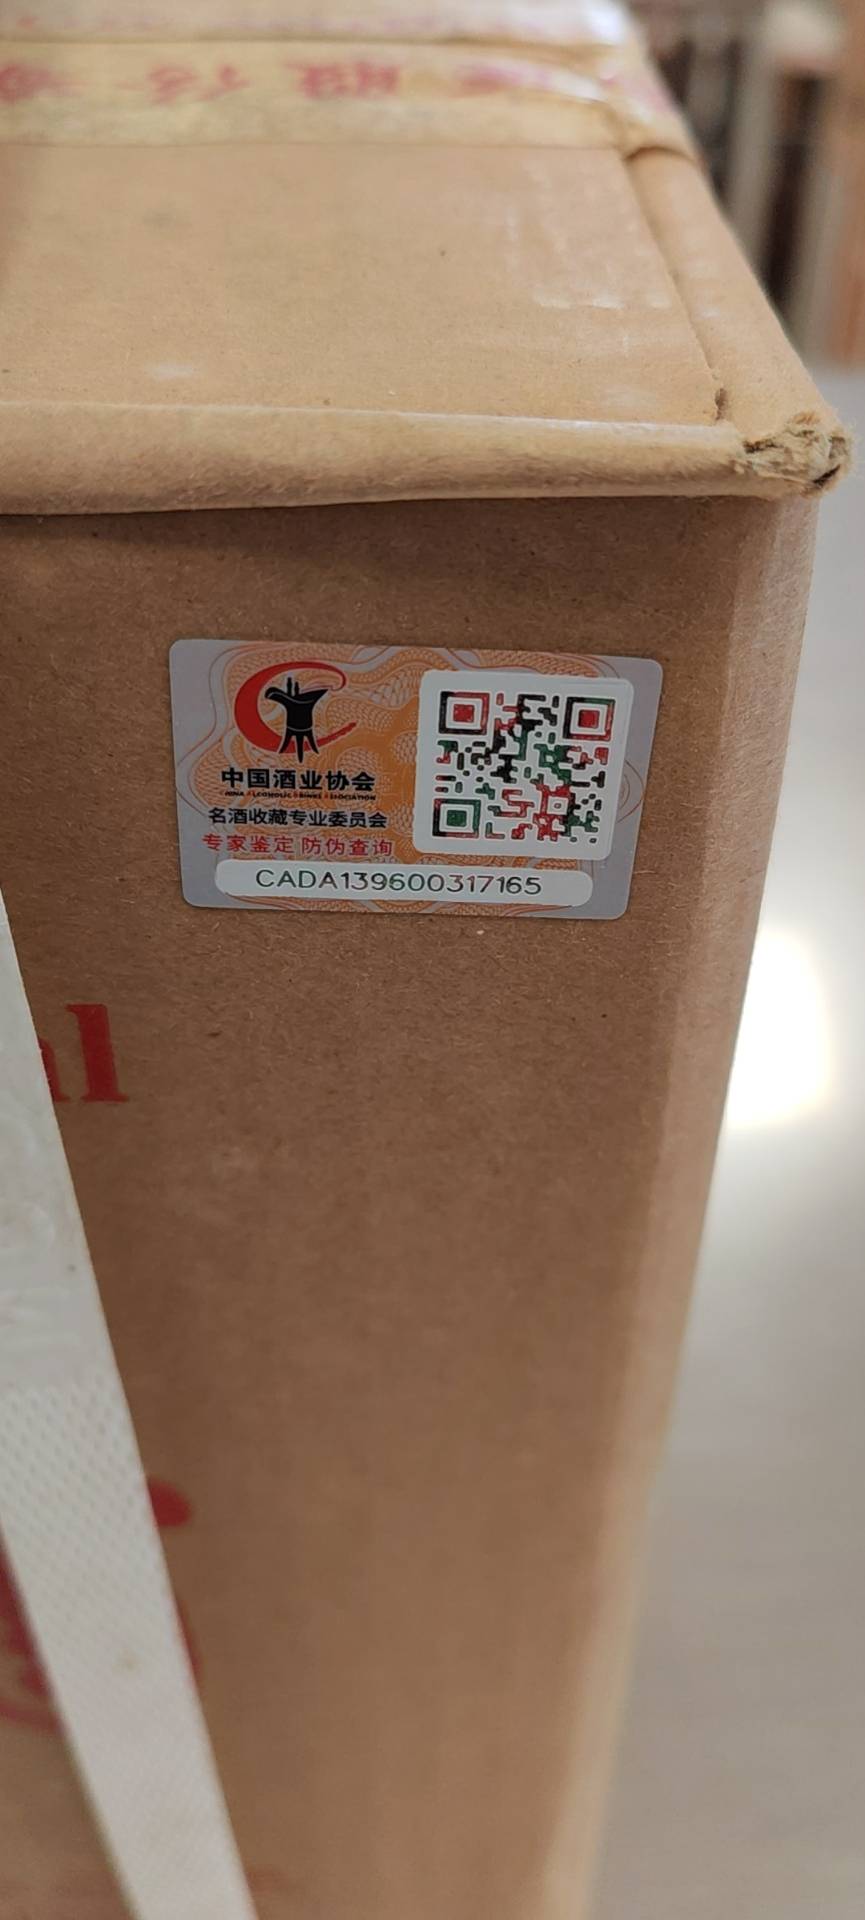 中国酒业协会
名酒收藏专业委员会
专家鉴定 防伪查询
CADA139600317165